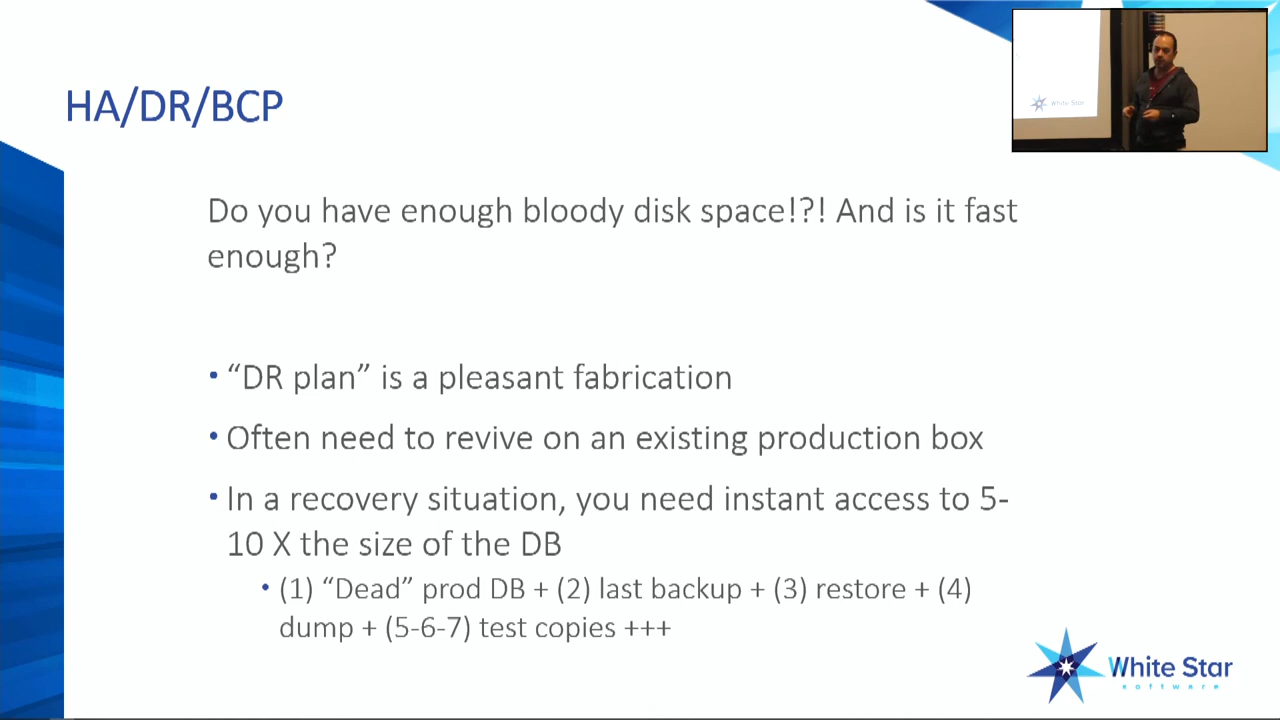 HA/DR/BCP
Do you have enough bloody disk space!?! And is it fast
enough?
• “DR plan” is a pleasant fabrication
• Often need to revive on an existing production box
• In a recovery situation, you need instant access to 5-
10 X the size of the DB
• (1) “Dead” prod DB + (2) last backup + (3) restore + (4)
dump + (5-6-7) test copies +++
White Star
software
White Star